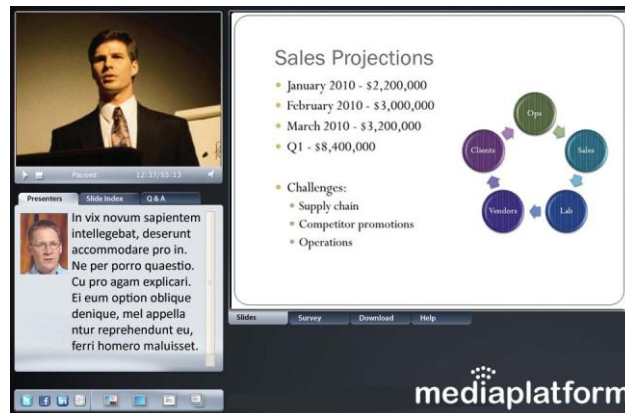 Paused 12:37/55:13
Presenters Slide Index Q & A
In vix novum sapientem
intellegebat, deserunt
accommodare pro in.
Ne per porro quaestio.
Cu pro agam explicari.
Ei eum option oblique
denique, mel appella
ntur reprehendunt eu,
ferri homero maluisset.
Sales Projections
January 2010 - $2,200,000
February 2010 - $3,000,000
March 2010 - $3,200,000
Q1 - $8,400,000
Challenges:
Supply chain
Competitor promotions
Operations
Ops
Sales
Lab
Vendors
Clients
Slides Survey Download Help
mediaplatform